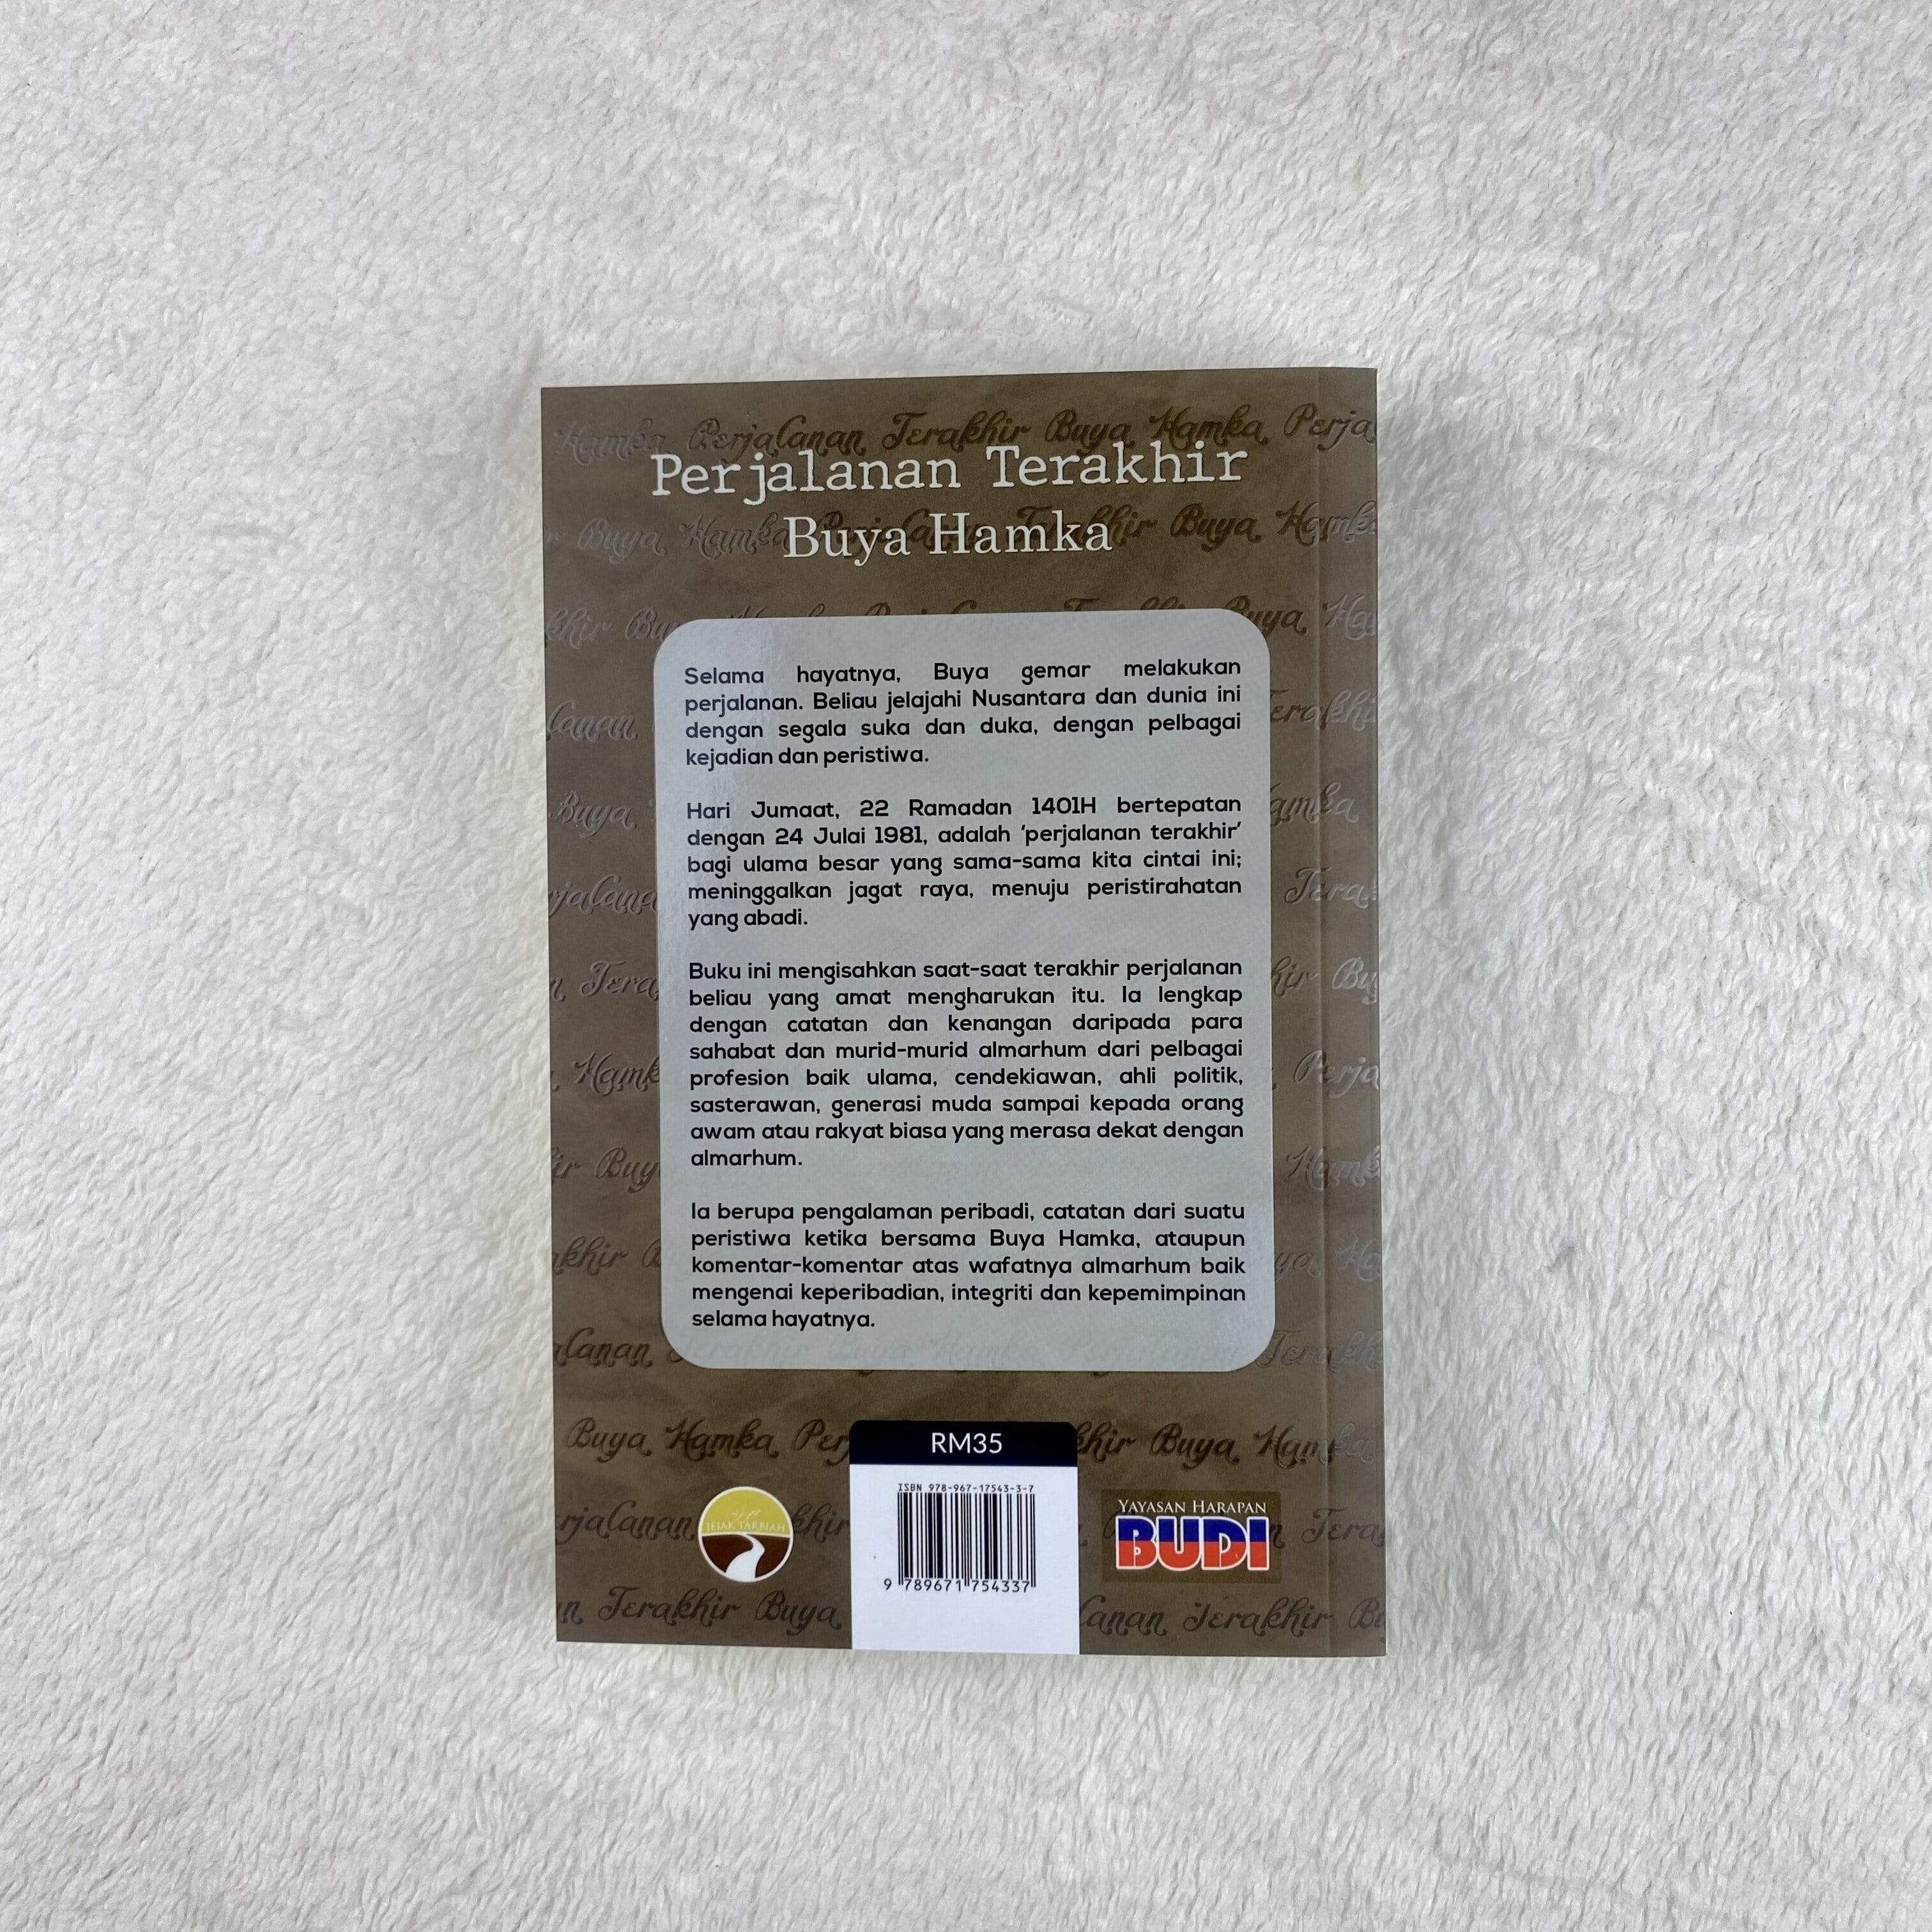 Perjalanan Terakhir
Buya Hamka
Selama hayatnya, Buya gemar melakukan
perjalanan. Beliau jelajahi Nusantara dan dunia ini
dengan segala suka dan duka, dengan pelbagai
kejadian dan peristiwa.
Hari Jumaat, 22 Ramadan 1401H bertepatan
dengan 24 Julai 1981, adalah ‘perjalanan terakhir’
bagi ulama besar yang sama-sama kita cintai ini;
meninggalkan jagat raya, menuju peristirahatan
yang abadi.
Buku ini mengisahkan saat-saat terakhir perjalanan
beliau yang amat mengharukan itu. Ia lengkap
dengan catatan dan kenangan daripada para
sahabat dan murid-murid almarhum dari pelbagai
profesion baik ulama, cendekiawan, ahli politik,
sasterawan, generasi muda sampai kepada orang
awam atau rakyat biasa yang merasa dekat dengan
almarhum.
Ia berupa pengalaman peribadi, catatan dari suatu
peristiwa ketika bersama Buya Hamka, ataupun
komentar-komentar atas wafatnya almarhum baik
mengenai keperibadian, integriti dan kepemimpinan
selama hayatnya.
RM35
ISBN 978-967-17543-3-7
9 789671 754337
JEJAK TARBIAH
YAYASAN HARAPAN
BUDI